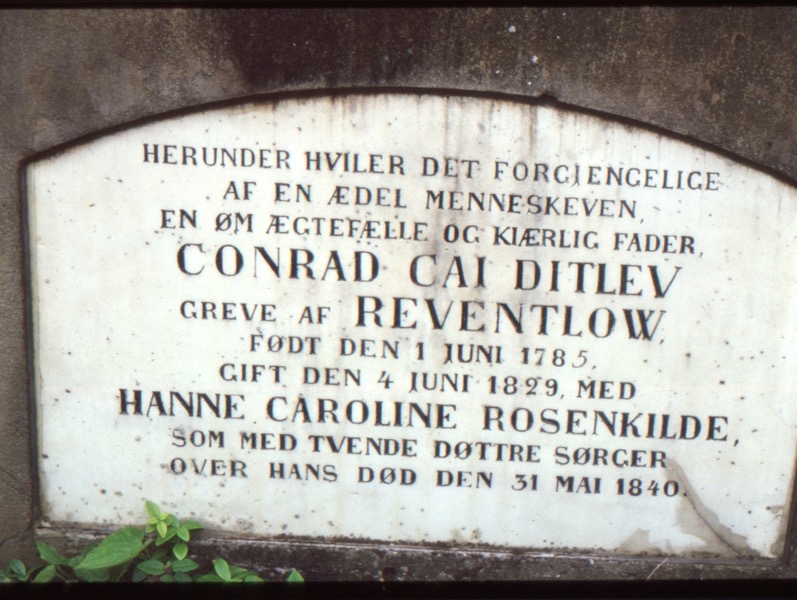 HERUNDER HVILER DET FORGJENGELIGE
AF EN ÆDEL MENNESKEVEN,
EN ØM ÆGTEFÆLLE OG KIÆRLIG FADER,
CONRAD CAI DITLEV
GREVE AF REVENTLOW,
FØDT DEN 1 JUNI 1785,
GIFT DEN 4 JUNI 1829, MED
HANNE CAROLINE ROSENKILDE,
SOM MED TVENDE DØTTRE SØRGER
OVER HANS DØD DEN 31 MAI 1840.